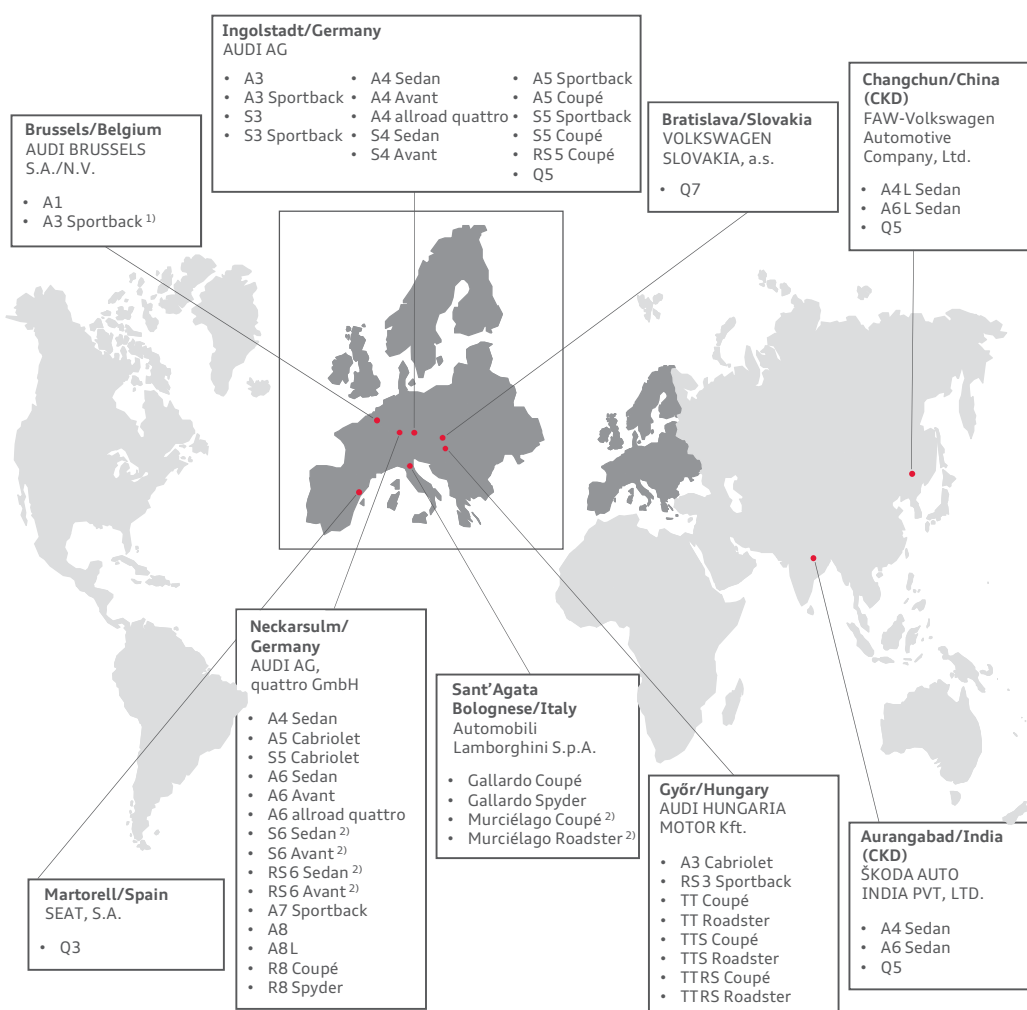 Ingolstadt/Germany
AUDI AG
• A3
• A3 Sportback
• S3
• S3 Sportback
• A4 Sedan
• A4 Avant
• A4 allroad quattro
• S4 Sedan
• S4 Avant
• A5 Sportback
• A5 Coupé
• S5 Sportback
• S5 Coupé
• RS 5 Coupé
• Q5
Brussels/Belgium
AUDI BRUSSELS
S.A./N.V.
• A1
• A3 Sportback 1)
Bratislava/Slovakia
VOLKSWAGEN
SLOVAKIA, a.s.
• Q7
Changchun/China
(CKD)
FAW-Volkswagen
Automotive
Company, Ltd.
• A4 L Sedan
• A6 L Sedan
• Q5
Neckarsulm/
Germany
AUDI AG,
quattro GmbH
• A4 Sedan
• A5 Cabriolet
• S5 Cabriolet
• A6 Sedan
• A6 Avant
• A6 allroad quattro
• S6 Sedan 2)
• S6 Avant 2)
• RS 6 Sedan 2)
• RS 6 Avant 2)
• A7 Sportback
• A8
• A8 L
• R8 Coupé
• R8 Spyder
Sant’Agata
Bolognese/Italy
Automobili
Lamborghini S.p.A.
• Gallardo Coupé
• Gallardo Spyder
• Murciélago Coupé 2)
• Murciélago Roadster 2)
Győr/Hungary
AUDI HUNGARIA
MOTOR Kft.
• A3 Cabriolet
• RS 3 Sportback
• TT Coupé
• TT Roadster
• TTS Coupé
• TTS Roadster
• TT RS Coupé
• TT RS Roadster
Aurangabad/India
(CKD)
ŠKODA AUTO
INDIA PVT, LTD.
• A4 Sedan
• A6 Sedan
• Q5
Martorell/Spain
SEAT, S.A.
• Q3